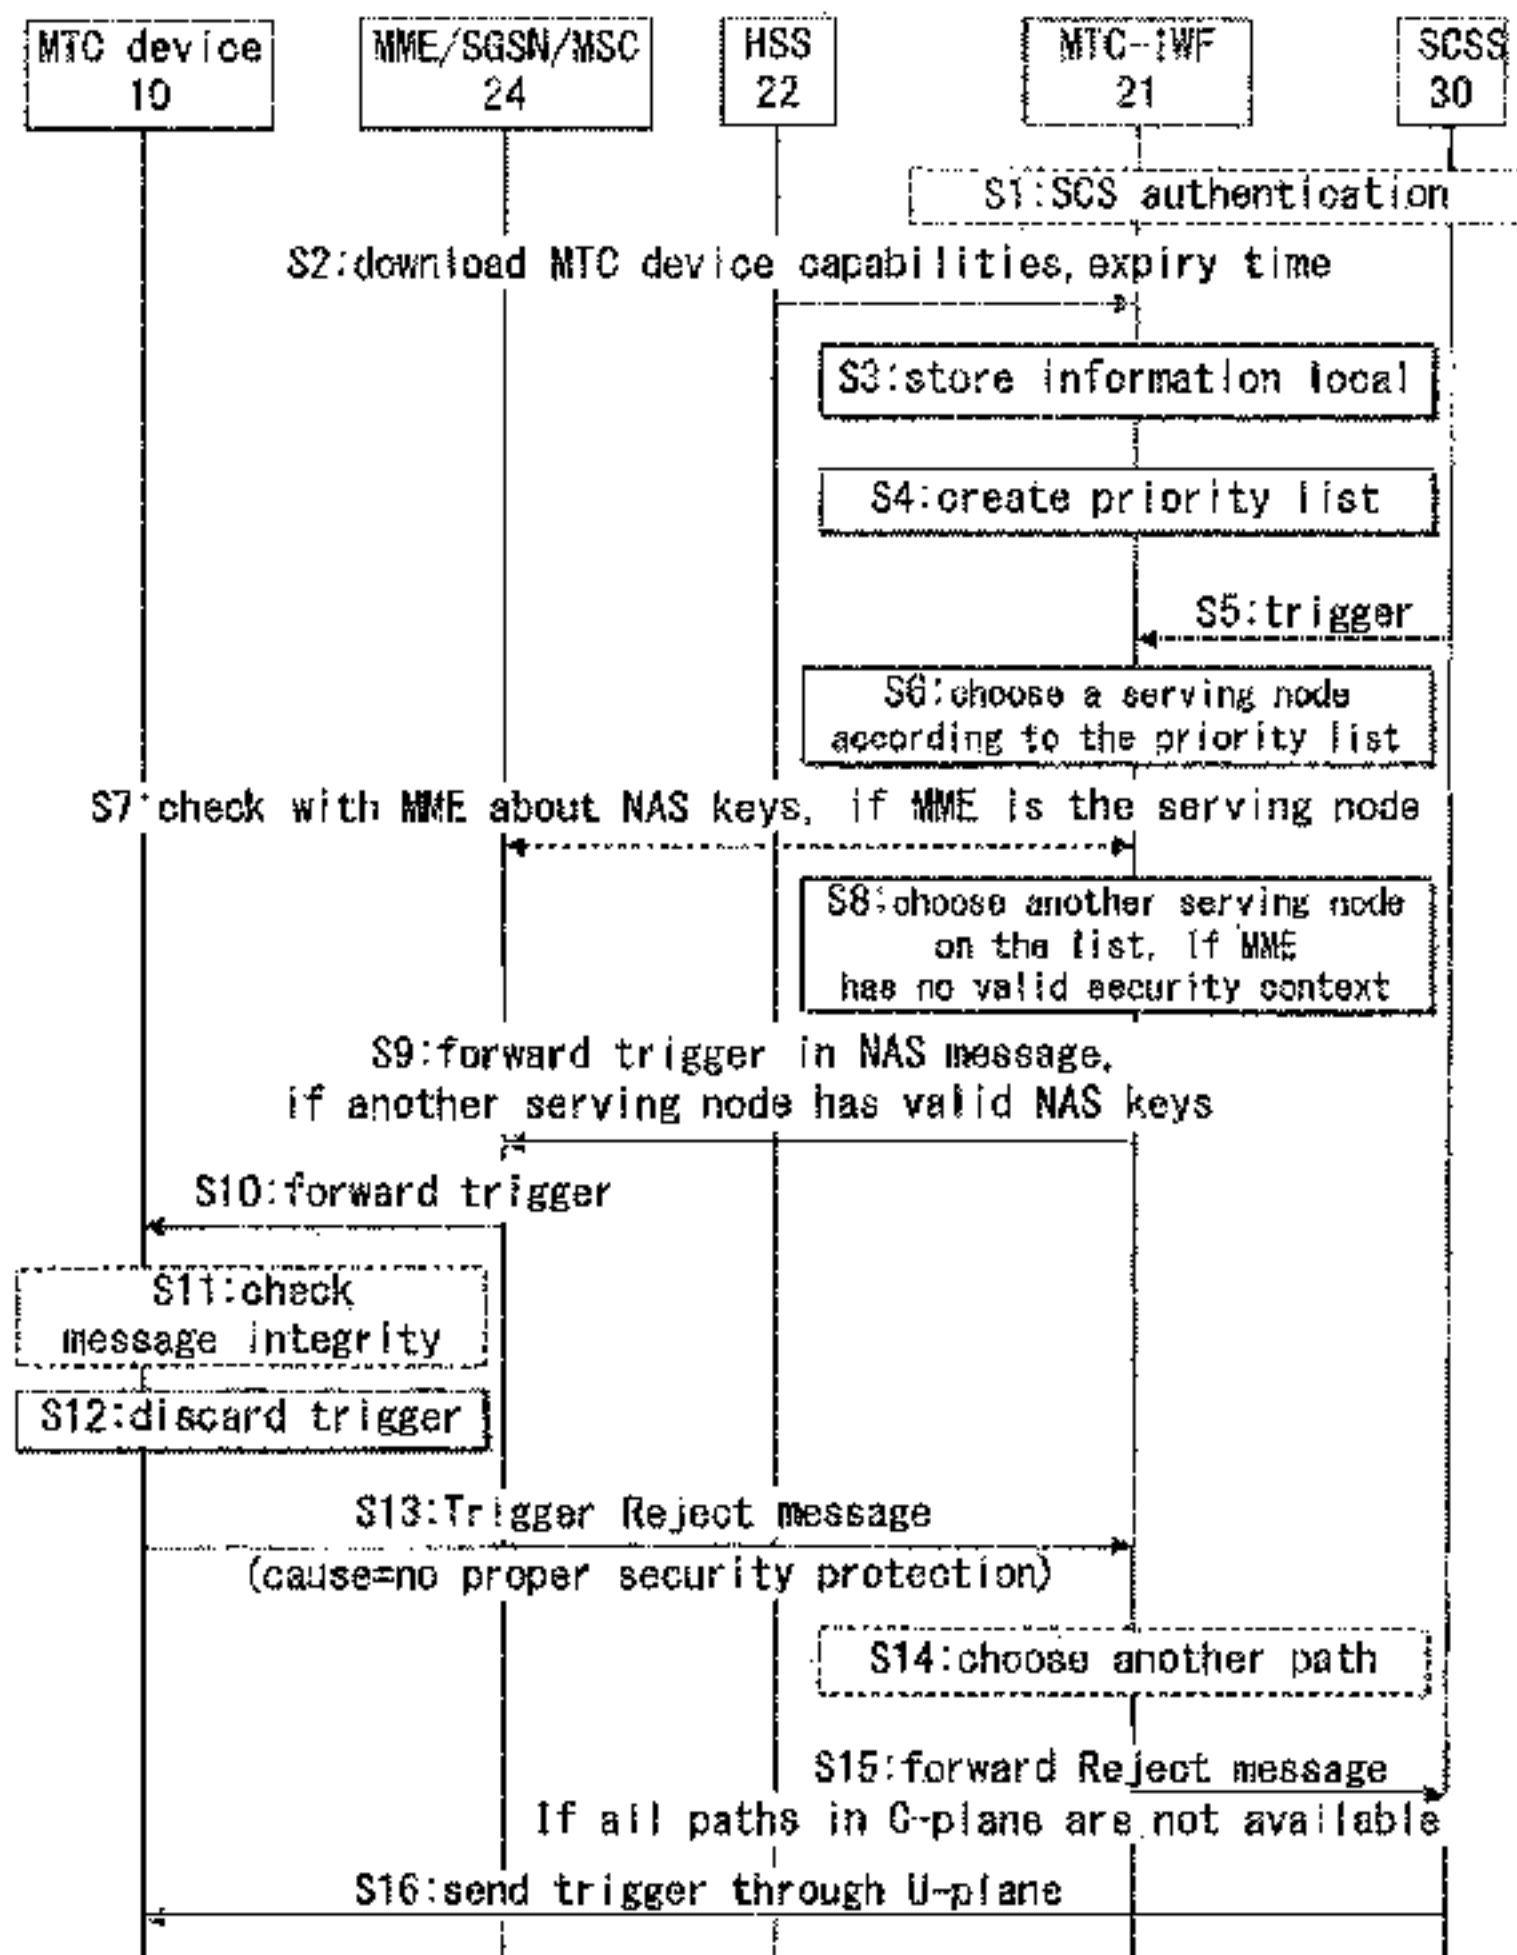 MTC device
10
MME/SGSN/MSC
24
HSS
22
MTC-IWF
21
SCSS
30
S1:SCS authentication
S2:download MTC device capabilities, expiry time
S3:store information local
S4:create priority list
S5:trigger
S6:choose a serving node
according to the priority list
S7:check with MME about NAS keys, if MME is the serving node
S8:choose another serving node
on the list, if MME
has no valid security context
S9:forward trigger in NAS message,
if another serving node has valid NAS keys
S10:forward trigger
S11:check
message integrity
S12:discard trigger
S13:Trigger Reject message
(cause=no proper security protection)
S14:choose another path
S15:forward Reject message
If all paths in C-plane are not available
S16:send trigger through U-plane